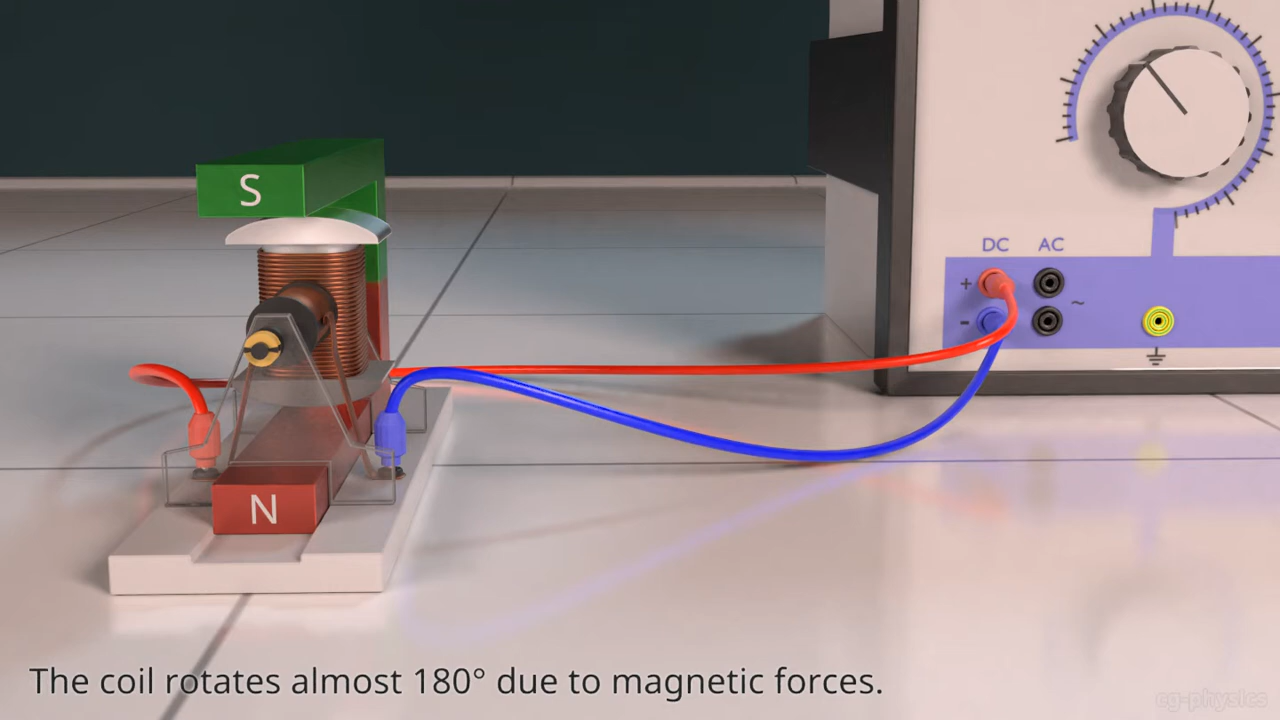 S
DC AC
+
~
-
N
The coil rotates almost 180° due to magnetic forces.
cg-physics